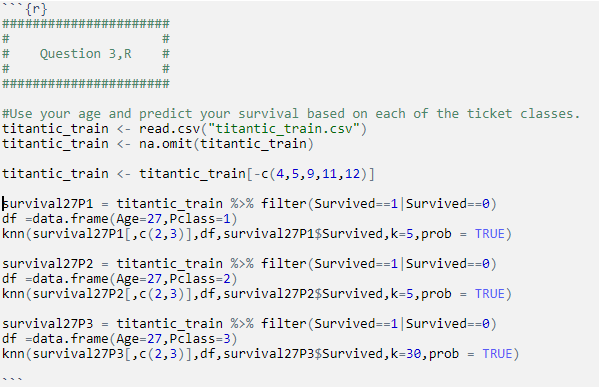 ```{r}
######################
#                    #
#    Question 3,R    #
#                    #
######################
#Use your age and predict your survival based on each of the ticket classes.
titantic_train <- read.csv("titantic_train.csv")
titantic_train <- na.omit(titantic_train)
titantic_train <- titantic_train[-c(4,5,9,11,12)]
survival27P1 = titantic_train %>% filter(Survived==1|Survived==0)
df =data.frame(Age=27,Pclass=1)
knn(survival27P1[,c(2,3)],df,survival27P1$Survived,k=5,prob = TRUE)
survival27P2 = titantic_train %>% filter(Survived==1|Survived==0)
df =data.frame(Age=27,Pclass=2)
knn(survival27P2[,c(2,3)],df,survival27P2$Survived,k=5,prob = TRUE)
survival27P3 = titantic_train %>% filter(Survived==1|Survived==0)
df =data.frame(Age=27,Pclass=3)
knn(survival27P3[,c(2,3)],df,survival27P3$Survived,k=30,prob = TRUE)
```